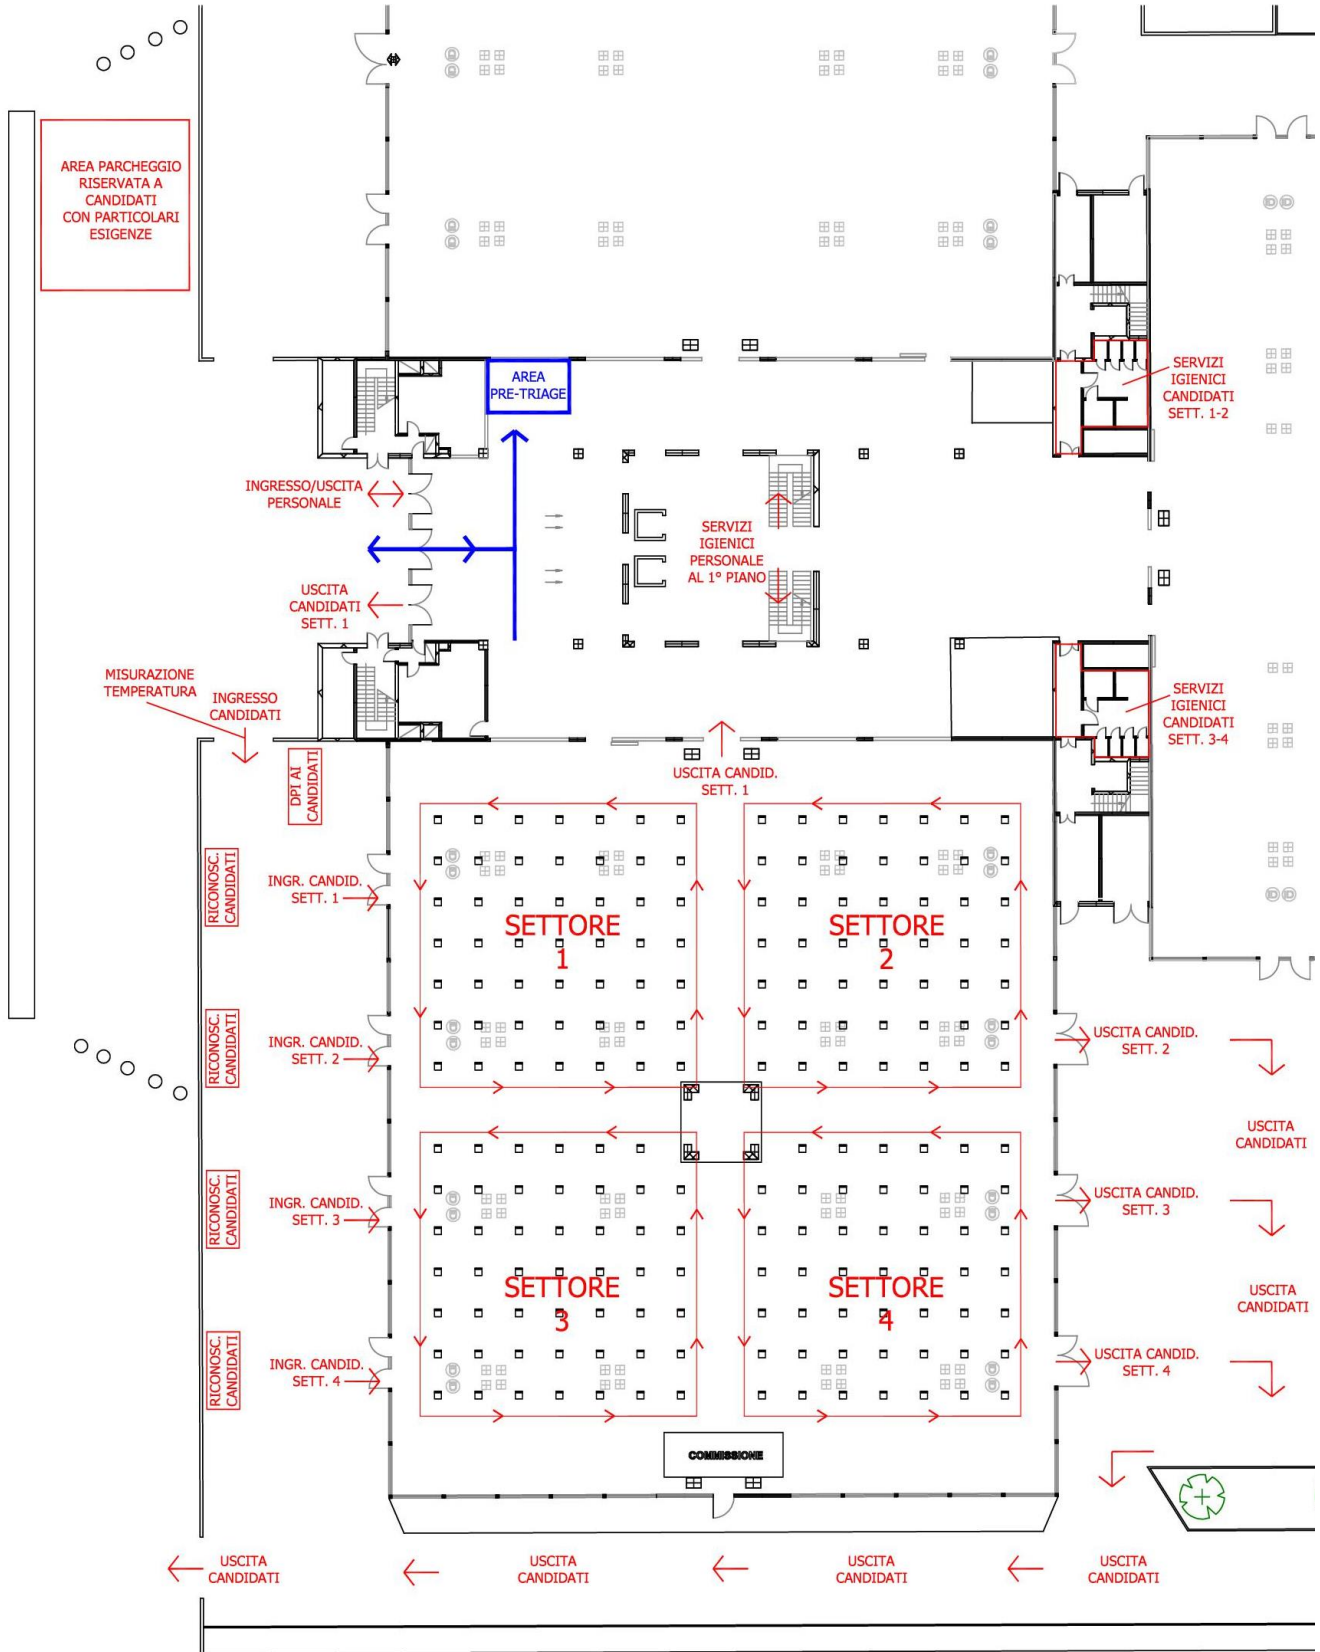 AREA PARCHEGGIO
RISERVATA A
CANDIDATI
CON PARTICOLARI
ESIGENZE
AREA
PRE-TRIAGE
SERVIZI
IGIENICI
CANDIDATI
SETT. 1-2
INGRESSO/USCITA
PERSONALE
SERVIZI
IGIENICI
PERSONALE
AL 1° PIANO
USCITA
CANDIDATI
SETT. 1
MISURAZIONE
TEMPERATURA
INGRESSO
CANDIDATI
SERVIZI
IGIENICI
CANDIDATI
SETT. 3-4
DPI AI
CANDIDATI
USCITA CANDID.
SETT. 1
RICONOSC.
CANDIDATI
INGR. CANDID.
SETT. 1
SETTORE
1
SETTORE
2
RICONOSC.
CANDIDATI
INGR. CANDID.
SETT. 2
USCITA CANDID.
SETT. 2
USCITA
CANDIDATI
RICONOSC.
CANDIDATI
INGR. CANDID.
SETT. 3
USCITA CANDID.
SETT. 3
SETTORE
3
SETTORE
4
USCITA
CANDIDATI
RICONOSC.
CANDIDATI
INGR. CANDID.
SETT. 4
USCITA CANDID.
SETT. 4
COMMISSIONE
USCITA
CANDIDATI
USCITA
CANDIDATI
USCITA
CANDIDATI
USCITA
CANDIDATI